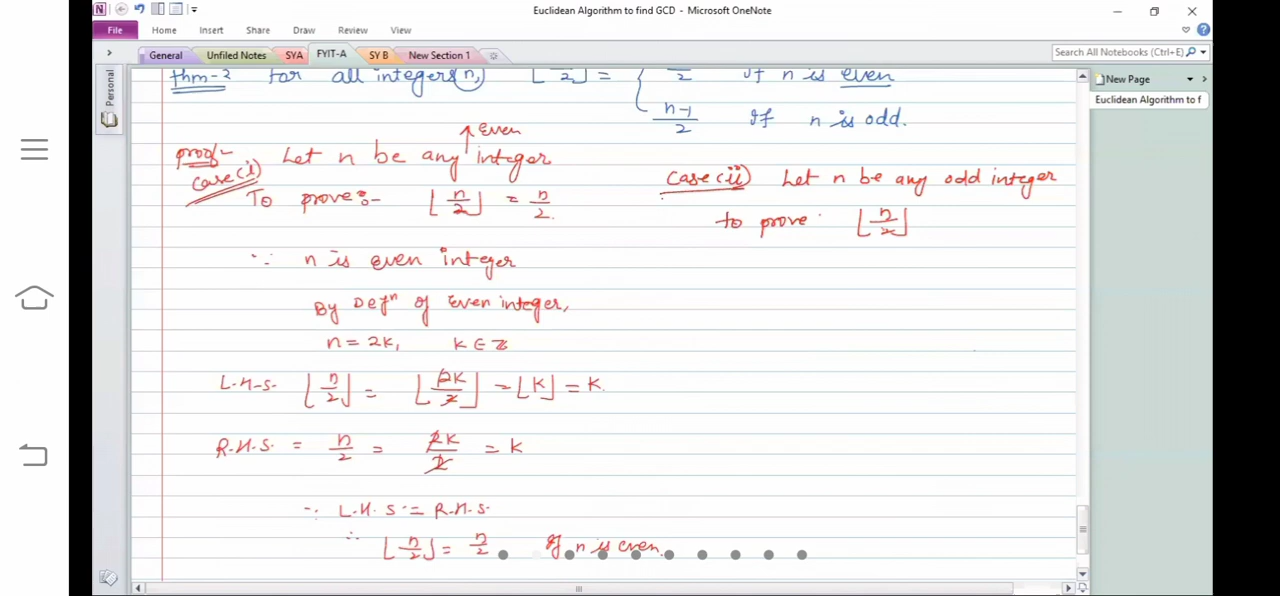 Euclidean Algorithm to find GCD - Microsoft OneNote
File Home Insert Share Draw Review View
General Unfiled Notes SYA FYIT-A SY B New Section 1
Search All Notebooks (Ctrl+E)
New Page
Euclidean Algorithm to f
Personal
thm-2 For all integers(n,) ⌊n/2⌋ = { n/2 if n is even
n-1/2 If n is odd.
↑ Even
proof- Let n be any integer
case(i) To prove:- ⌊n/2⌋ = n/2.
∵ n is even integer
By Defⁿ of Even integer,
n = 2k, k ∈ Z
L.H.S. ⌊n/2⌋ = ⌊2k/2⌋ = ⌊k⌋ = k.
R.H.S. = n/2 = 2k/2 = k
∵ L.H.S = R.H.S.
∴ ⌊n/2⌋ = n/2 If n is even.
case(ii) Let n be any odd integer
to prove: ⌊n/2⌋